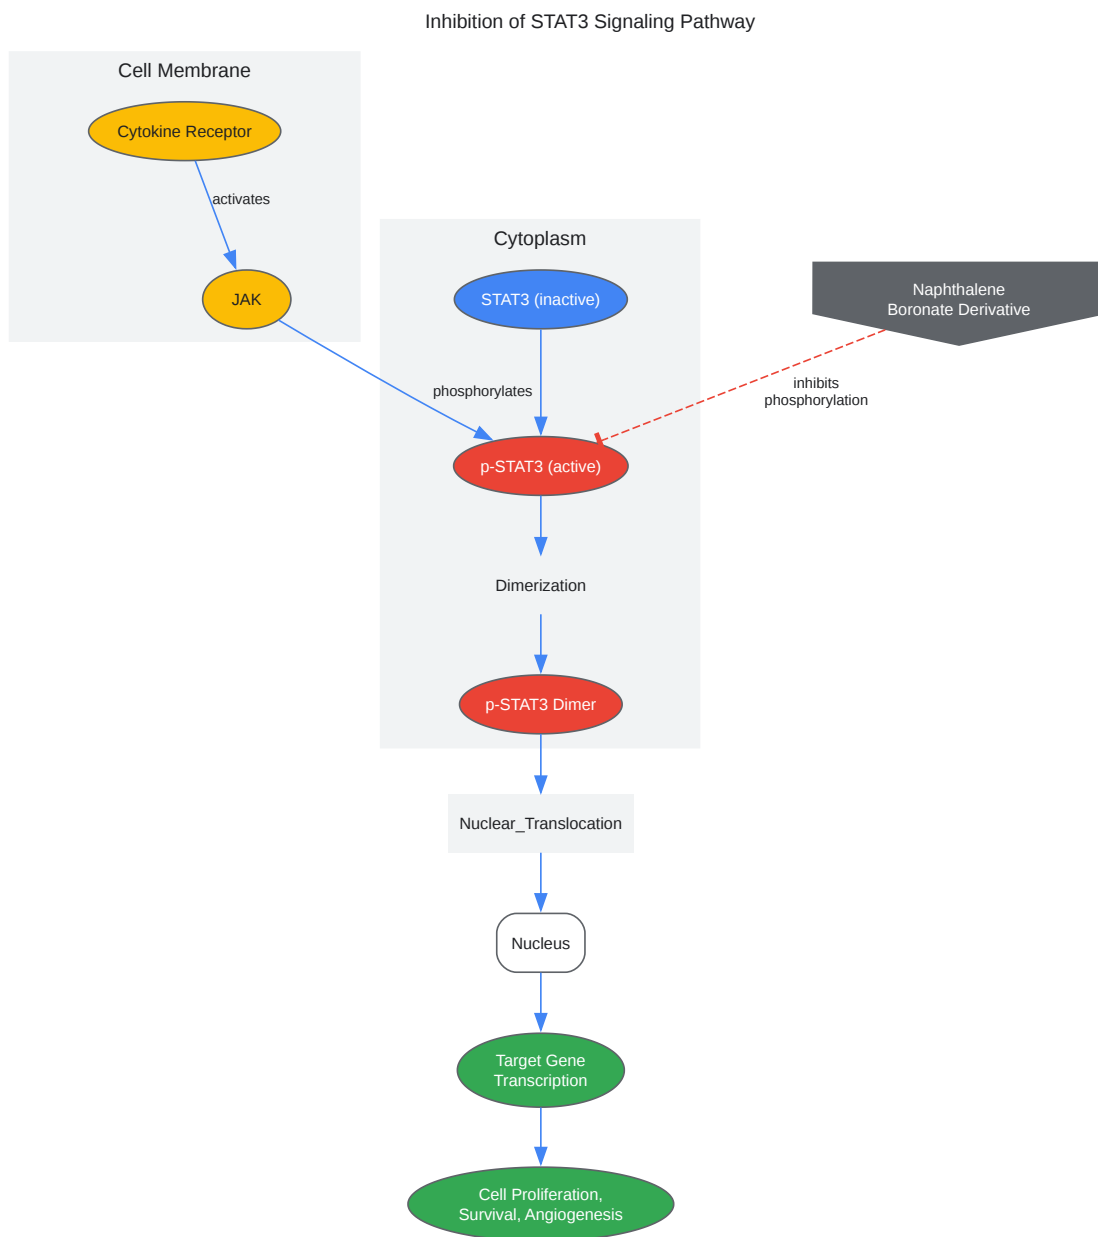 Inhibition of STAT3 Signaling Pathway
Cell Membrane
Cytokine Receptor
activates
JAK
Cytoplasm
STAT3 (inactive)
Naphthalene
Boronate Derivative
phosphorylates
inhibits
phosphorylation
p-STAT3 (active)
Dimerization
p-STAT3 Dimer
Nuclear_Translocation
Nucleus
Target Gene
Transcription
Cell Proliferation,
Survival, Angiogenesis